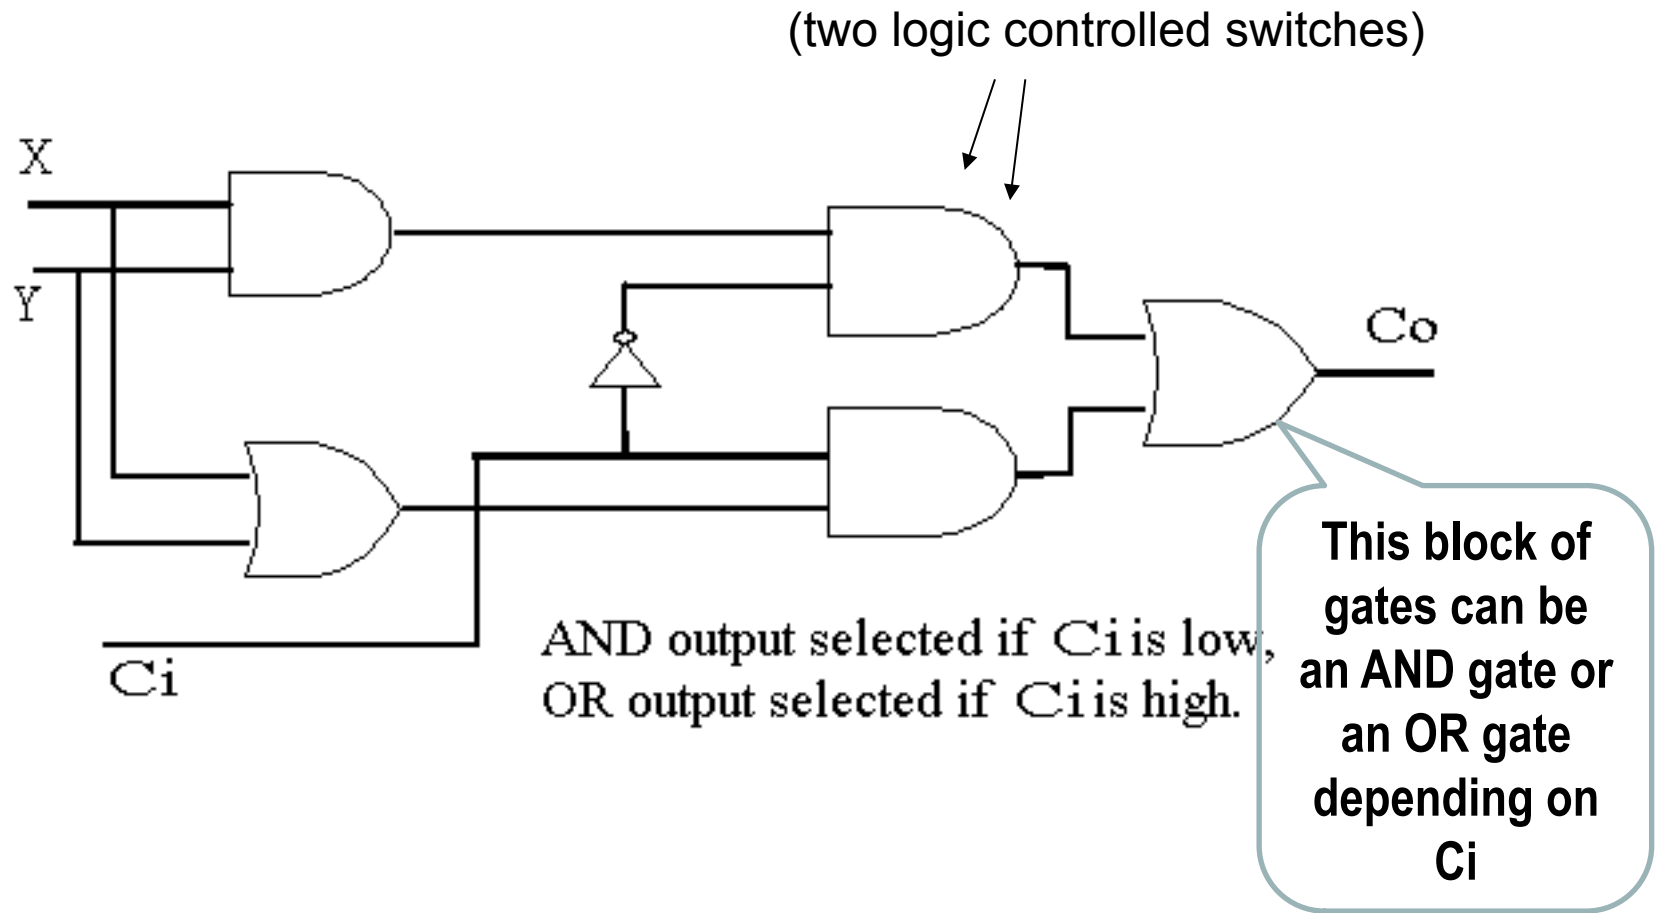 (two logic controlled switches)
X
Y
Co
Ci
AND output selected if Ci is low,
OR output selected if Ci is high.
This block of
gates can be
an AND gate or
an OR gate
depending on
Ci